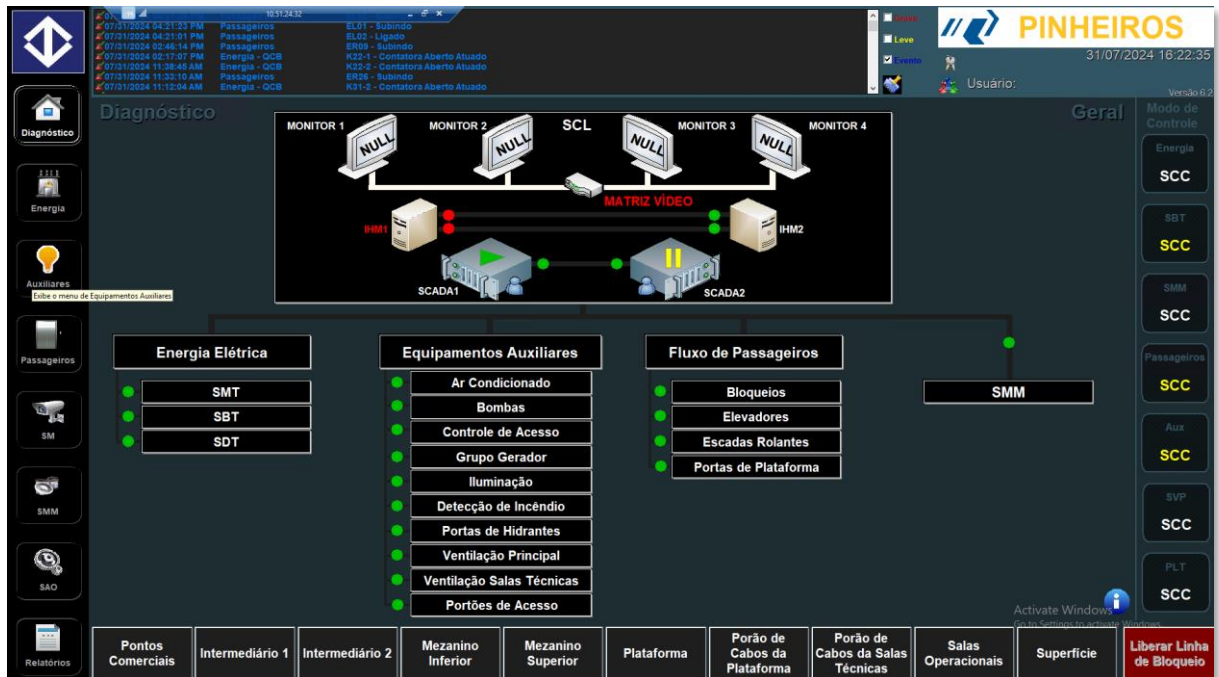 10.51.24.32
07/31/2024 04:21:23 PM Passageiros EL01 - Subindo
07/31/2024 04:21:01 PM Passageiros EL02 - Ligado
07/31/2024 02:46:14 PM Passageiros ER09 - Subindo
07/31/2024 02:17:07 PM Energia - QCB K22-1 - Contatora Aberto Atuado
07/31/2024 11:38:45 AM Energia - QCB K22-2 - Contatora Aberto Atuado
07/31/2024 11:33:10 AM Passageiros ER26 - Subindo
07/31/2024 11:12:04 AM Energia - QCB K31-2 - Contatora Aberto Atuado
Grave
Leve
Evento
PINHEIROS
31/07/2024 16:22:35
Usuário:
Versão 6.2
Diagnóstico
Energia
Auxiliares
Exibe o menu de Equipamentos Auxiliares
Passageiros
SM
SMM
SAO
Relatórios
Diagnóstico
Geral
MONITOR 1
MONITOR 2
SCL
MONITOR 3
MONITOR 4
NULL
NULL
NULL
NULL
MATRIZ VÍDEO
IHM1
IHM2
SCADA1
SCADA2
Energia Elétrica
SMT
SBT
SDT
Equipamentos Auxiliares
Ar Condicionado
Bombas
Controle de Acesso
Grupo Gerador
Iluminação
Detecção de Incêndio
Portas de Hidrantes
Ventilação Principal
Ventilação Salas Técnicas
Portões de Acesso
Fluxo de Passageiros
Bloqueios
Elevadores
Escadas Rolantes
Portas de Plataforma
SMM
Modo de
Controle
Energia
SCC
SBT
SCC
SMM
SCC
Passageiros
SCC
Aux
SCC
SVP
SCC
PLT
SCC
Activate Windows
Go to Settings to activate Windows.
Pontos
Comerciais
Intermediário 1
Intermediário 2
Mezanino
Inferior
Mezanino
Superior
Plataforma
Porão de
Cabos da
Plataforma
Porão de
Cabos da Salas
Técnicas
Salas
Operacionais
Superfície
Liberar Linha
de Bloqueio